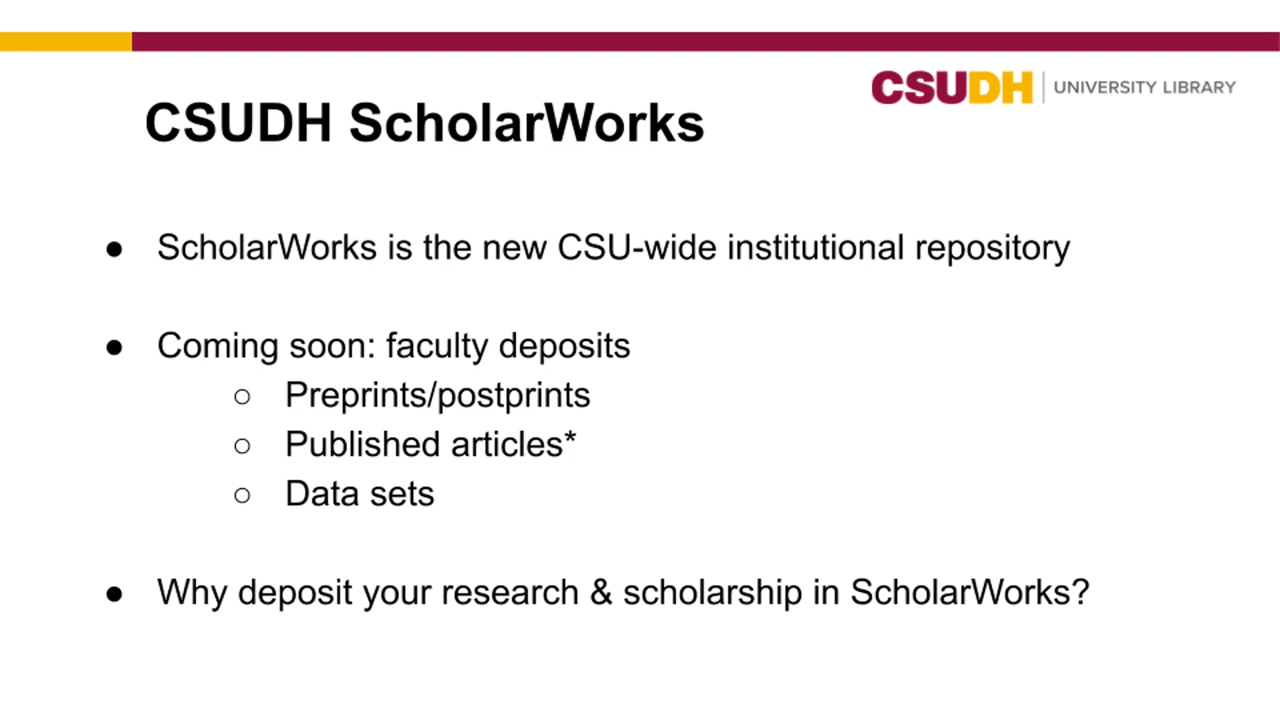 CSUDH | UNIVERSITY LIBRARY
CSUDH ScholarWorks
● ScholarWorks is the new CSU-wide institutional repository
● Coming soon: faculty deposits
○ Preprints/postprints
○ Published articles*
○ Data sets
● Why deposit your research & scholarship in ScholarWorks?